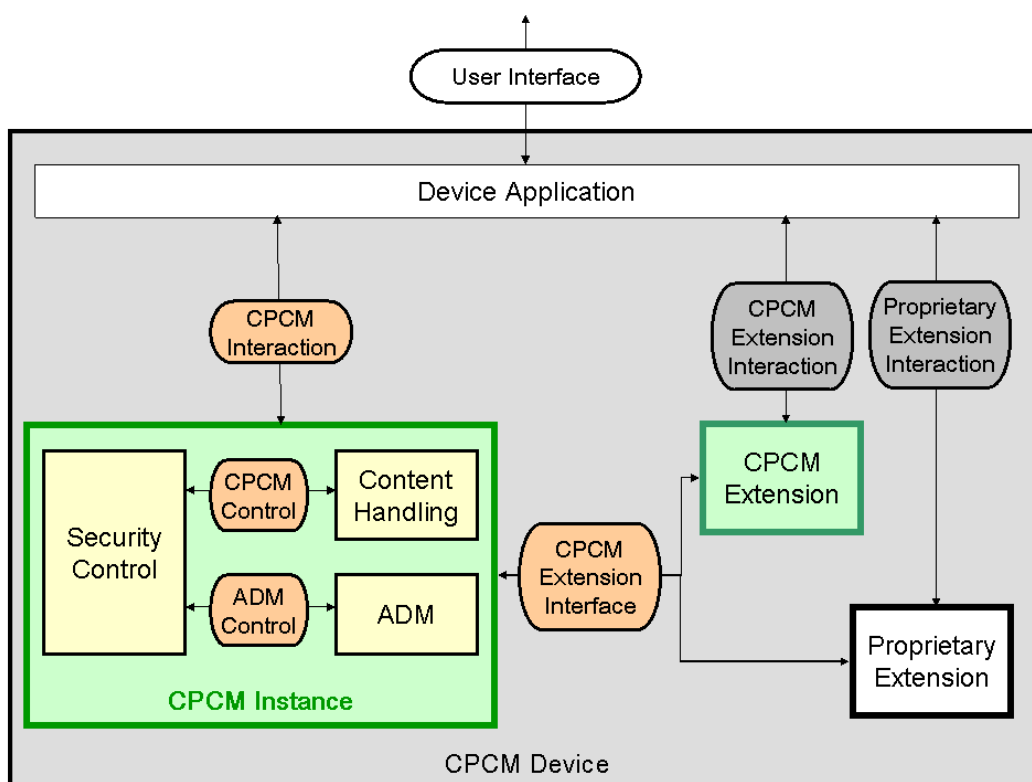 User Interface
Device Application
CPCM
Interaction
CPCM
Extension
Interaction
Proprietary
Extension
Interaction
Security
Control
CPCM
Control
Content
Handling
ADM
Control
ADM
CPCM Instance
CPCM
Extension
Interface
CPCM
Extension
Proprietary
Extension
CPCM Device